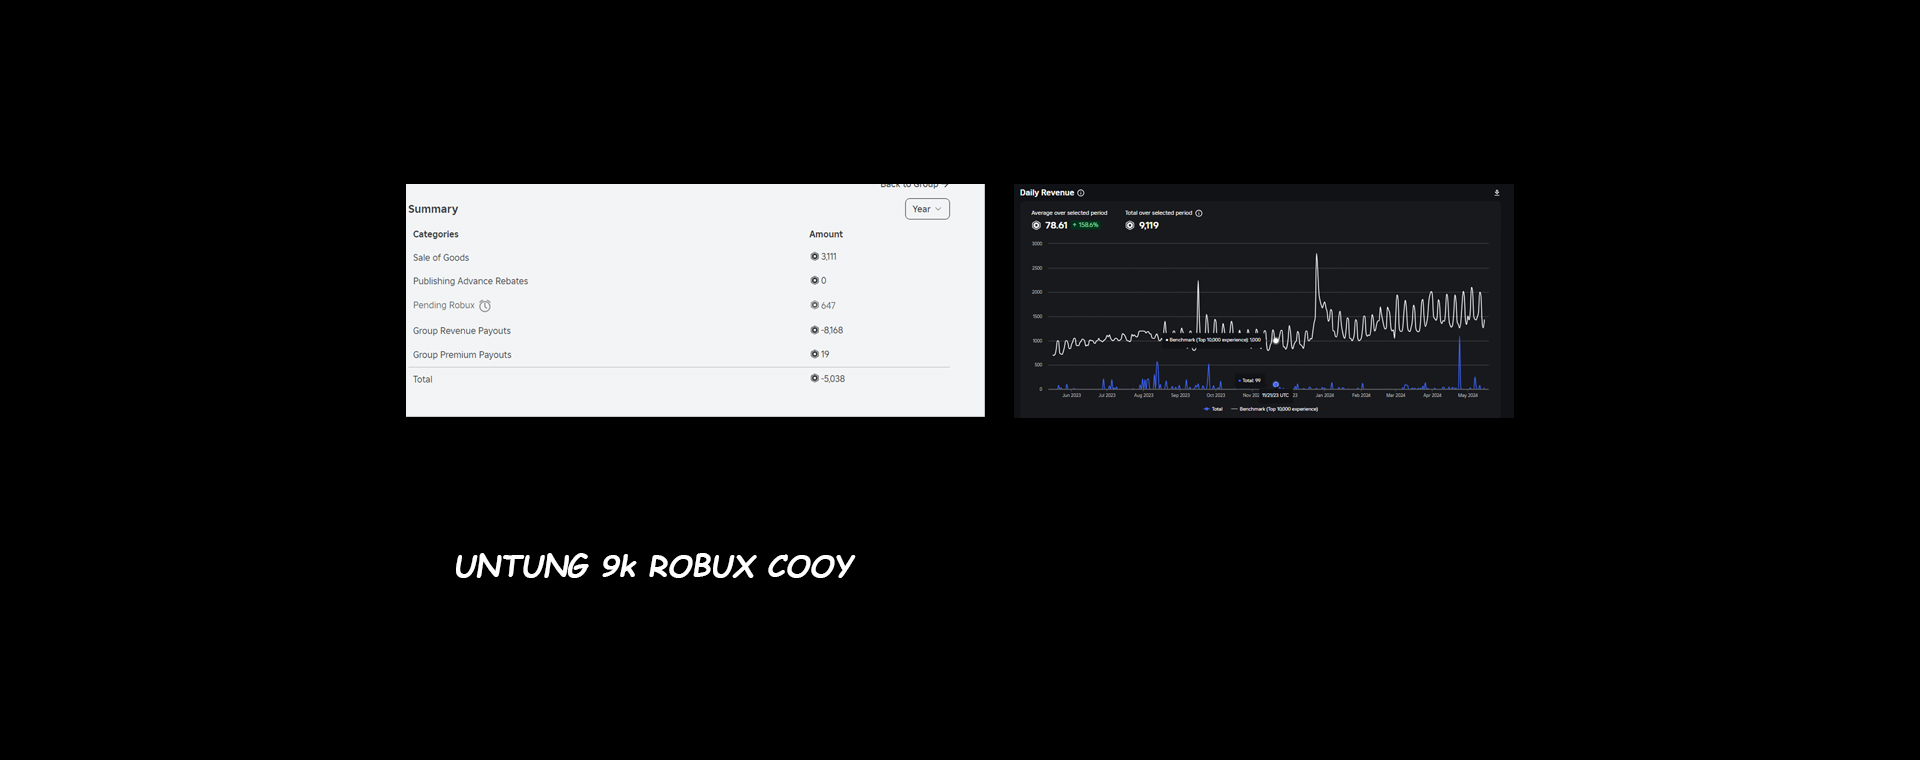 Back to Group
Summary
Year
Categories Amount
Sale of Goods 3,111
Publishing Advance Rebates 0
Pending Robux 647
Group Revenue Payouts -8,168
Group Premium Payouts 19
Total -5,038
Daily Revenue
Average over selected period Total over selected period
78.61 + 158.6% 9,119
3000
2500
2000
1500
1000
500
0
Benchmark (Top 10,000 experience) 1,000
Total: 99
Jun 2023 Jul 2023 Aug 2023 Sep 2023 Oct 2023 Nov 202 11/21/23 UTC 23 Jan 2024 Feb 2024 Mar 2024 Apr 2024 May 2024
Total Benchmark (Top 10,000 experience)
UNTUNG 9k ROBUX COOY